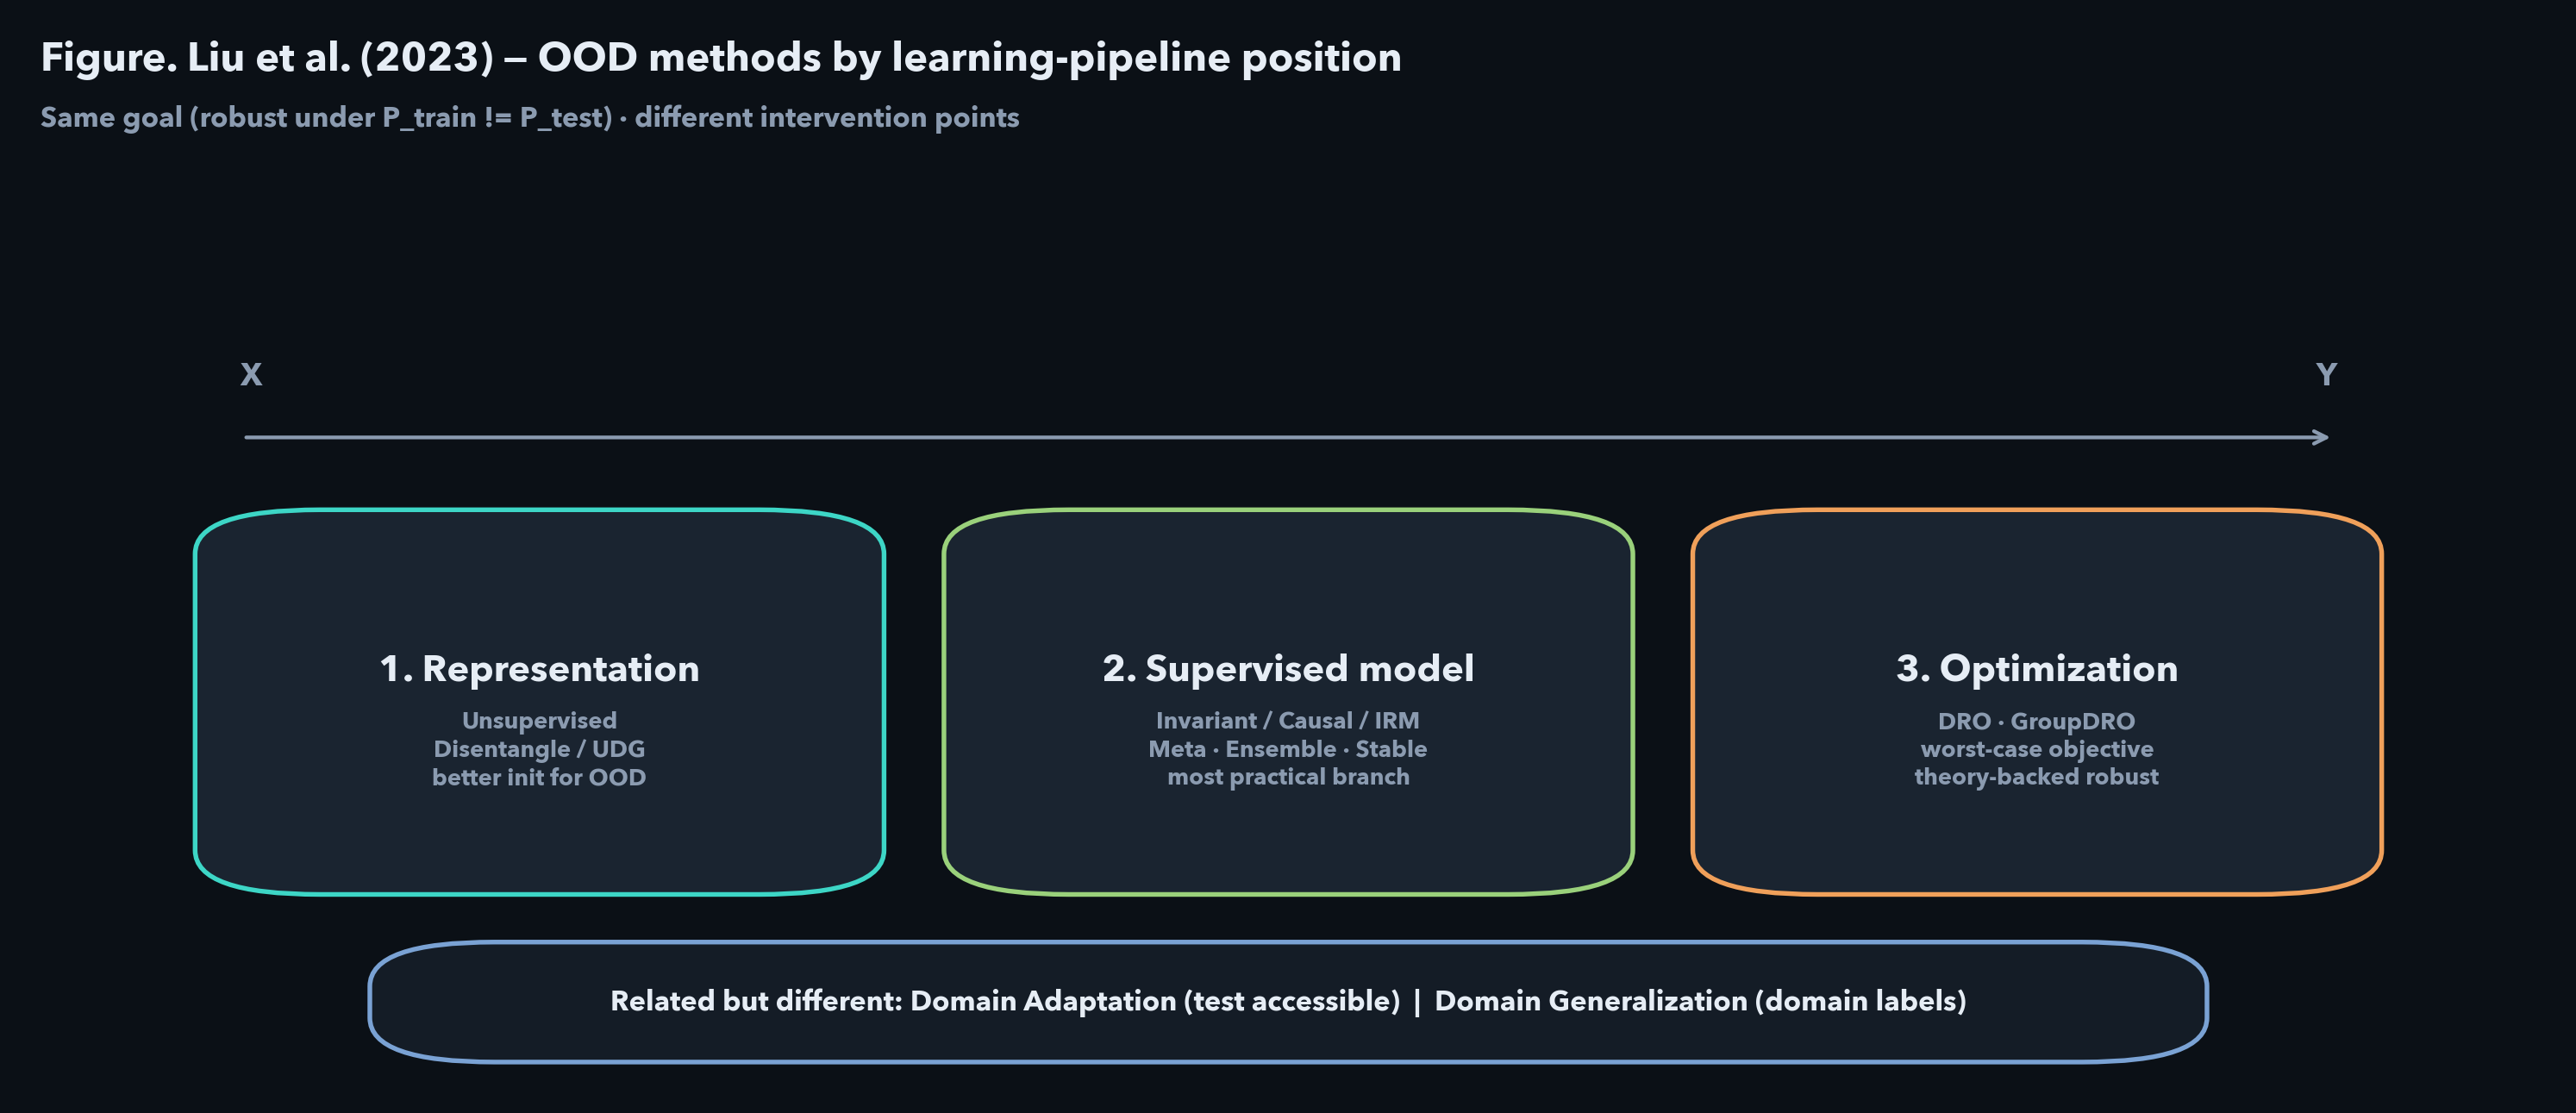 Figure. Liu et al. (2023) – OOD methods by learning-pipeline position
Same goal (robust under P_train != P_test) · different intervention points
X
Y
1. Representation
Unsupervised
Disentangle / UDG
better init for OOD
2. Supervised model
Invariant / Causal / IRM
Meta · Ensemble · Stable
most practical branch
3. Optimization
DRO · GroupDRO
worst-case objective
theory-backed robust
Related but different: Domain Adaptation (test accessible) | Domain Generalization (domain labels)